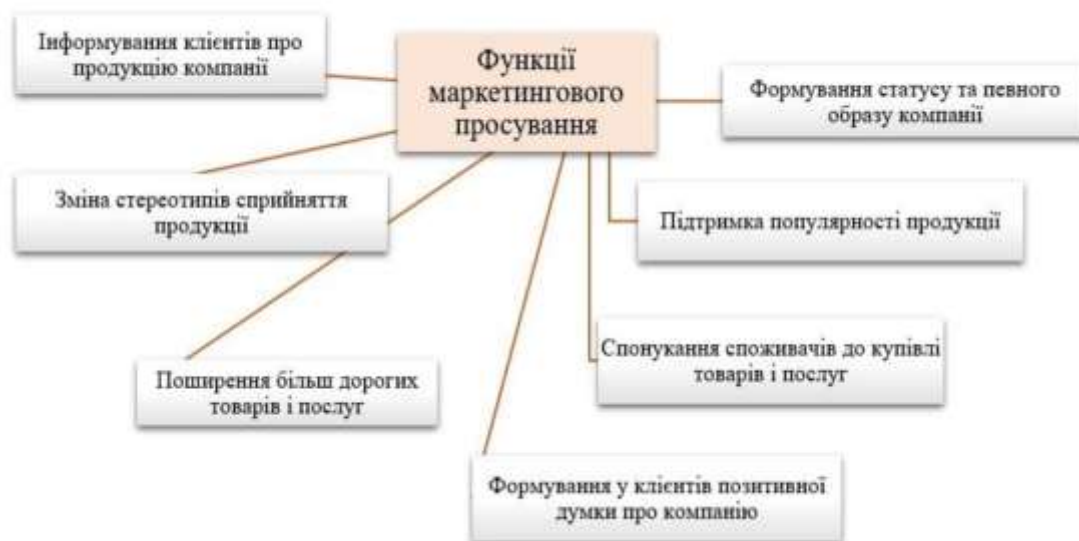 Інформування клієнтів про
продукцію компанії
Функції
маркетингового
просування
Формування статусу та певного
образу компанії
Зміна стереотипів сприйняття
продукції
Підтримка популярності продукції
Спонукання споживачів до купівлі
товарів і послуг
Поширення більш дорогих
товарів і послуг
Формування у клієнтів позитивної
думки про компанію